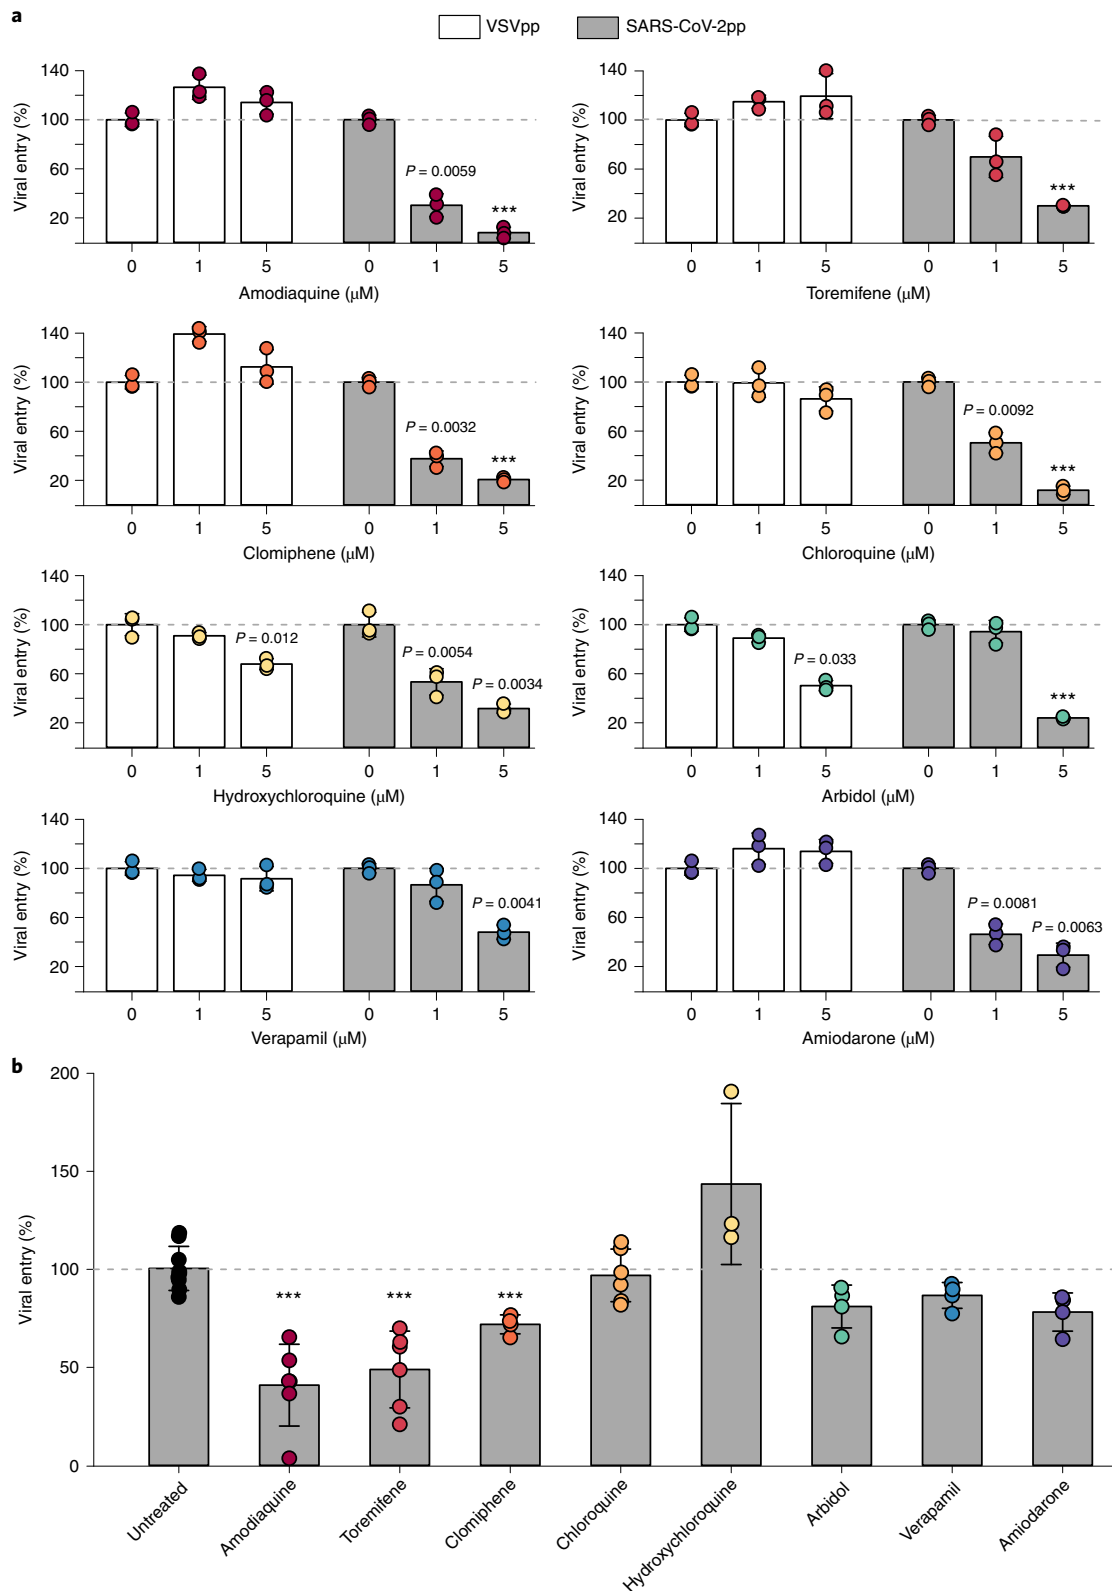 a
VSVpp
SARS-CoV-2pp
Viral entry (%)
140
100
60
20
P = 0.0059
***
0 1 5 0 1 5
Amodiaquine (μM)
Viral entry (%)
140
100
60
20
***
0 1 5 0 1 5
Toremifene (μM)
Viral entry (%)
140
100
60
20
P = 0.0032
***
0 1 5 0 1 5
Clomiphene (μM)
Viral entry (%)
140
100
60
20
P = 0.0092
***
0 1 5 0 1 5
Chloroquine (μM)
Viral entry (%)
140
100
60
20
P = 0.012
P = 0.0054
P = 0.0034
0 1 5 0 1 5
Hydroxychloroquine (μM)
Viral entry (%)
140
100
60
20
P = 0.033
***
0 1 5 0 1 5
Arbidol (μM)
Viral entry (%)
140
100
60
20
P = 0.0041
0 1 5 0 1 5
Verapamil (μM)
Viral entry (%)
140
100
60
20
P = 0.0081
P = 0.0063
0 1 5 0 1 5
Amiodarone (μM)
b
Viral entry (%)
200
150
100
50
0
*** *** ***
Untreated
Amodiaquine
Toremifene
Clomiphene
Chloroquine
Hydroxychloroquine
Arbidol
Verapamil
Amiodarone